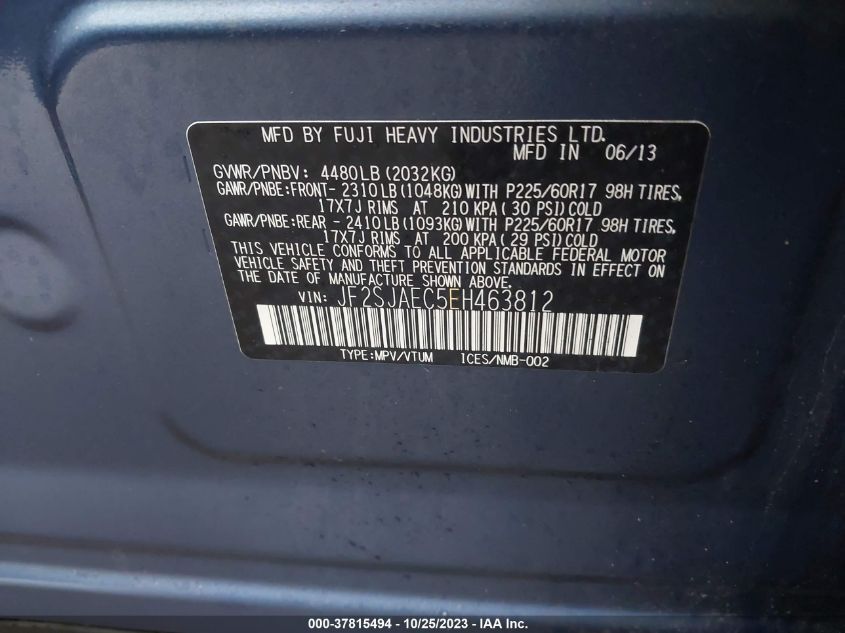 MFD BY FUJI HEAVY INDUSTRIES LTD.
MFD IN 06/13
GVWR/PNBV: 4480LB (2032KG)
GAWR/PNBE:FRONT- 2310LB (1048KG) WITH P225/60R17 98H TIRES,
17X7J RIMS AT 210 KPA (30 PSI) COLD
GAWR/PNBE:REAR - 2410LB (1093KG) WITH P225/60R17 98H TIRES,
17X7J RIMS AT 200 KPA (29 PSI) COLD
THIS VEHICLE CONFORMS TO ALL APPLICABLE FEDERAL MOTOR
VEHICLE SAFETY AND THEFT PREVENTION STANDARDS IN EFFECT ON
THE DATE OF MANUFACTURE SHOWN ABOVE.
VIN: JF2SJAEC5EH463812
TYPE:MPV/VTUM ICES/NMB-002
000-37815494 - 10/25/2023 - IAA Inc.